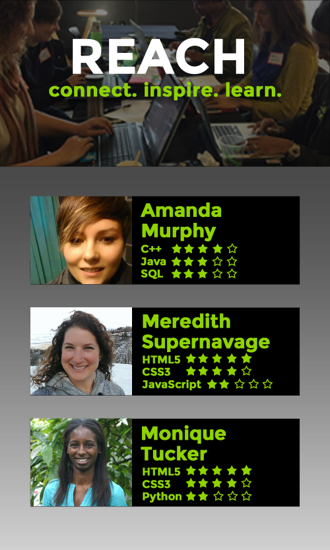 REACH
connect. inspire. learn.
Amanda
Murphy
C++ ★★★★☆
Java ★★★☆
SQL ★★★☆
Meredith
Supernavage
HTML5 ★★★★★
CSS3 ★★★★☆
JavaScript ★★☆☆☆
Monique
Tucker
HTML5 ★★★★★
CSS3 ★★★★☆
Python ★★☆☆☆